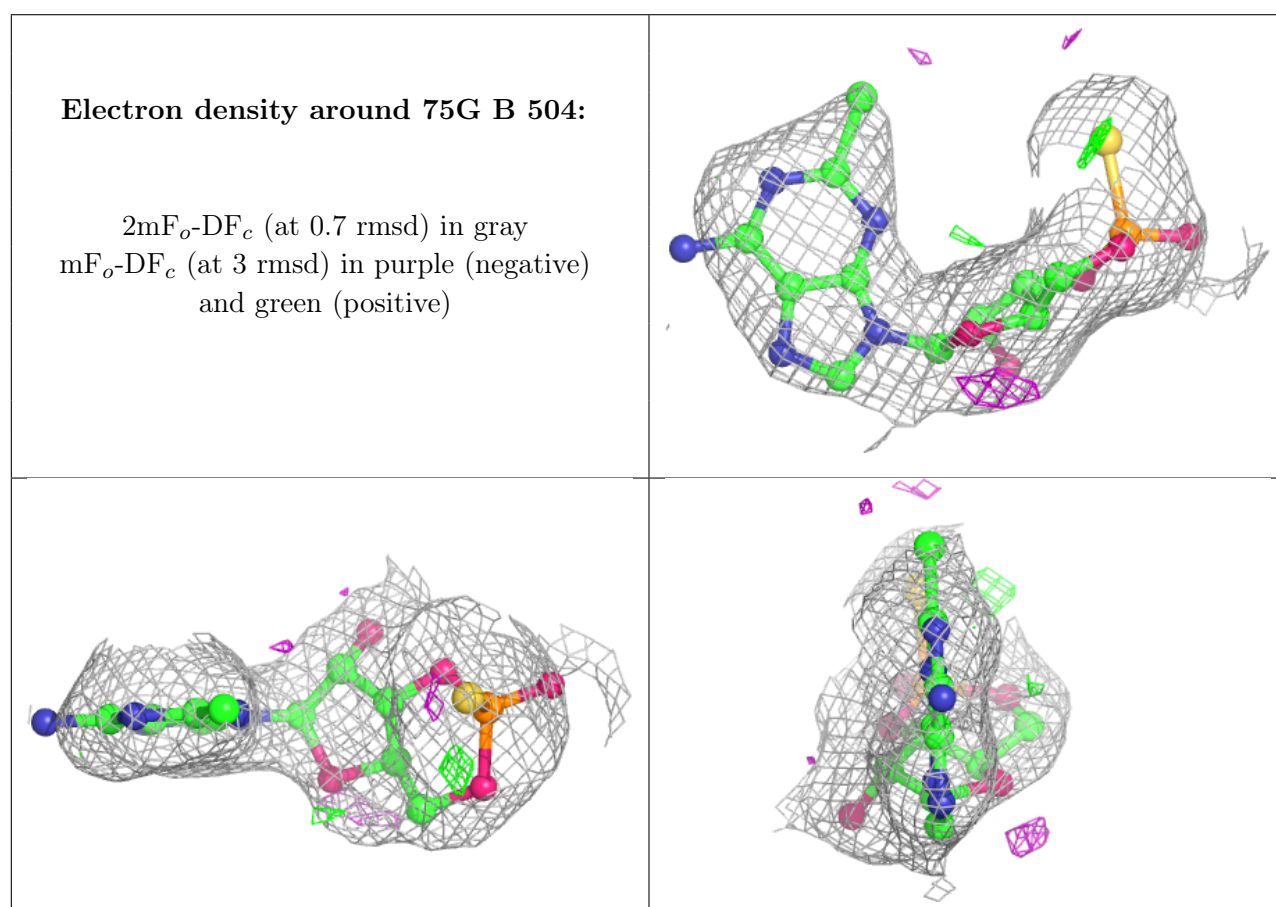 Electron density around 75G B 504:
2mFo-DFc (at 0.7 rmsd) in gray
mFo-DFc (at 3 rmsd) in purple (negative)
and green (positive)